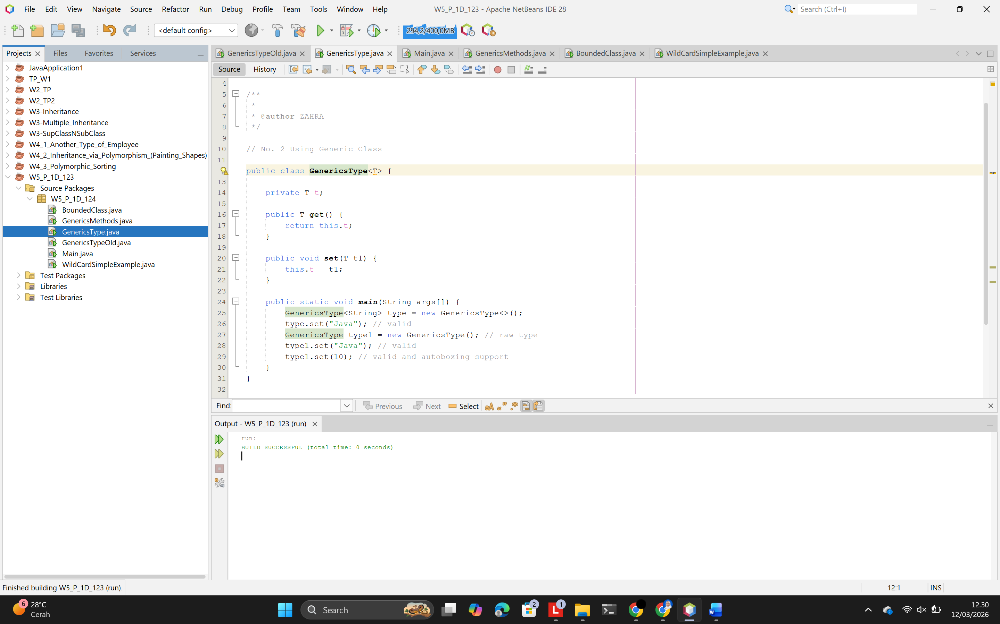 File Edit View Navigate Source Refactor Run Debug Profile Team Tools Window Help W5_P_1D_123 - Apache NetBeans IDE 28 Search (Ctrl+I)
<default config> 294,2/400,0MB
Projects Files Favorites Services
GenericsTypeOld.java GenericsType.java Main.java GenericsMethods.java BoundedClass.java WildCardSimpleExample.java
Source History
JavaApplication1
TP_W1
W2_TP
W2_TP2
W3-Inheritance
W3-Multiple_Inheritance
W3-SupClassNSubClass
W4_1_Another_Type_of_Employee
W4_2_Inheritance_via_Polymorphism_(Painting_Shapes)
W4_3_Polymorphic_Sorting
W5_P_1D_123
Source Packages
W5_P_1D_124
BoundedClass.java
GenericsMethods.java
GenericsType.java
GenericsTypeOld.java
Main.java
WildCardSimpleExample.java
Test Packages
Libraries
Test Libraries
4
5 /**
6 *
7 * @author ZAHRA
8 */
9
10 // No. 2 Using Generic Class
11
public class GenericsType<T> {
13
14 private T t;
15
16 public T get() {
17 return this.t;
18 }
19
20 public void set(T t1) {
21 this.t = t1;
22 }
23
24 public static void main(String args[]) {
25 GenericsType<String> type = new GenericsType<>();
26 type.set("Java"); // valid
27 GenericsType type1 = new GenericsType(); // raw type
28 type1.set("Java"); // valid
29 type1.set(10); // valid and autoboxing support
30 }
31 }
32
Find: Previous Next Select
Output - W5_P_1D_123 (run)
run:
BUILD SUCCESSFUL (total time: 0 seconds)
Finished building W5_P_1D_123 (run). 12:1 INS
6 28°C
Cerah
Search
2
1
12.30
12/03/2026